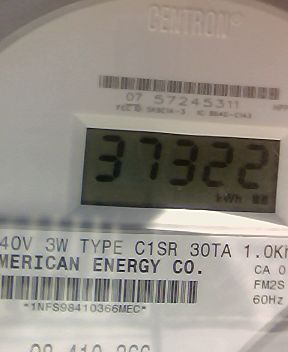 CENTRON®
07 57245311
37322
kWh
40V 3W TYPE C1SR 30TA 1.0Kh
MERICAN ENERGY CO.
CA 0
FM2S
60Hz
*1NFS98410366MEC*